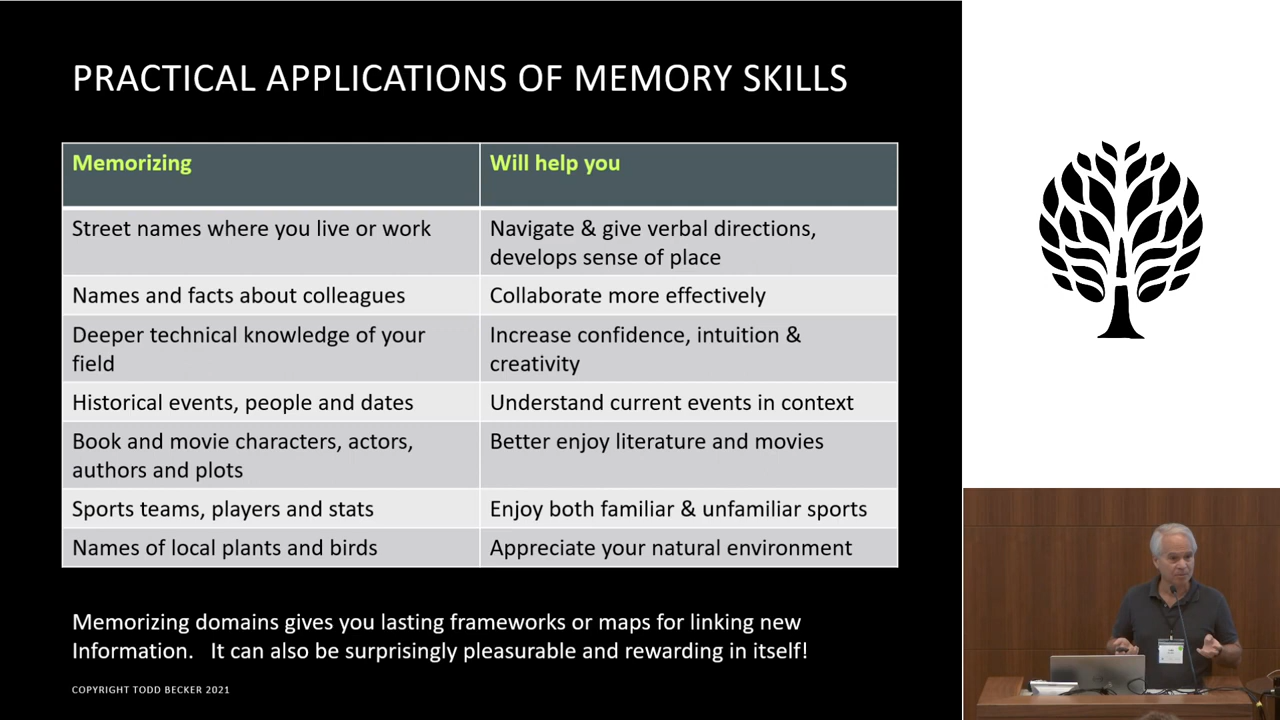 PRACTICAL APPLICATIONS OF MEMORY SKILLS
Memorizing
Will help you
Street names where you live or work
Navigate & give verbal directions,
develops sense of place
Names and facts about colleagues
Collaborate more effectively
Deeper technical knowledge of your
field
Increase confidence, intuition &
creativity
Historical events, people and dates
Understand current events in context
Book and movie characters, actors,
authors and plots
Better enjoy literature and movies
Sports teams, players and stats
Enjoy both familiar & unfamiliar sports
Names of local plants and birds
Appreciate your natural environment
Memorizing domains gives you lasting frameworks or maps for linking new
Information. It can also be surprisingly pleasurable and rewarding in itself!
COPYRIGHT TODD BECKER 2021